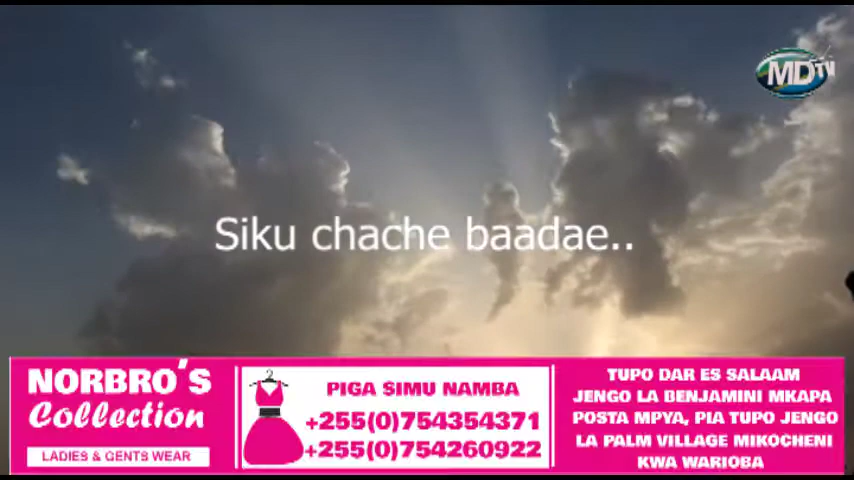 MDTV
Siku chache baadae..
NORBRO'S
Collection
LADIES & GENTS WEAR
PIGA SIMU NAMBA
+255(0)754354371
+255(0)754260922
TUPO DAR ES SALAAM
JENGO LA BENJAMINI MKAPA
POSTA MPYA, PIA TUPO JENGO
LA PALM VILLAGE MIKOCHENI
KWA WARIOBA